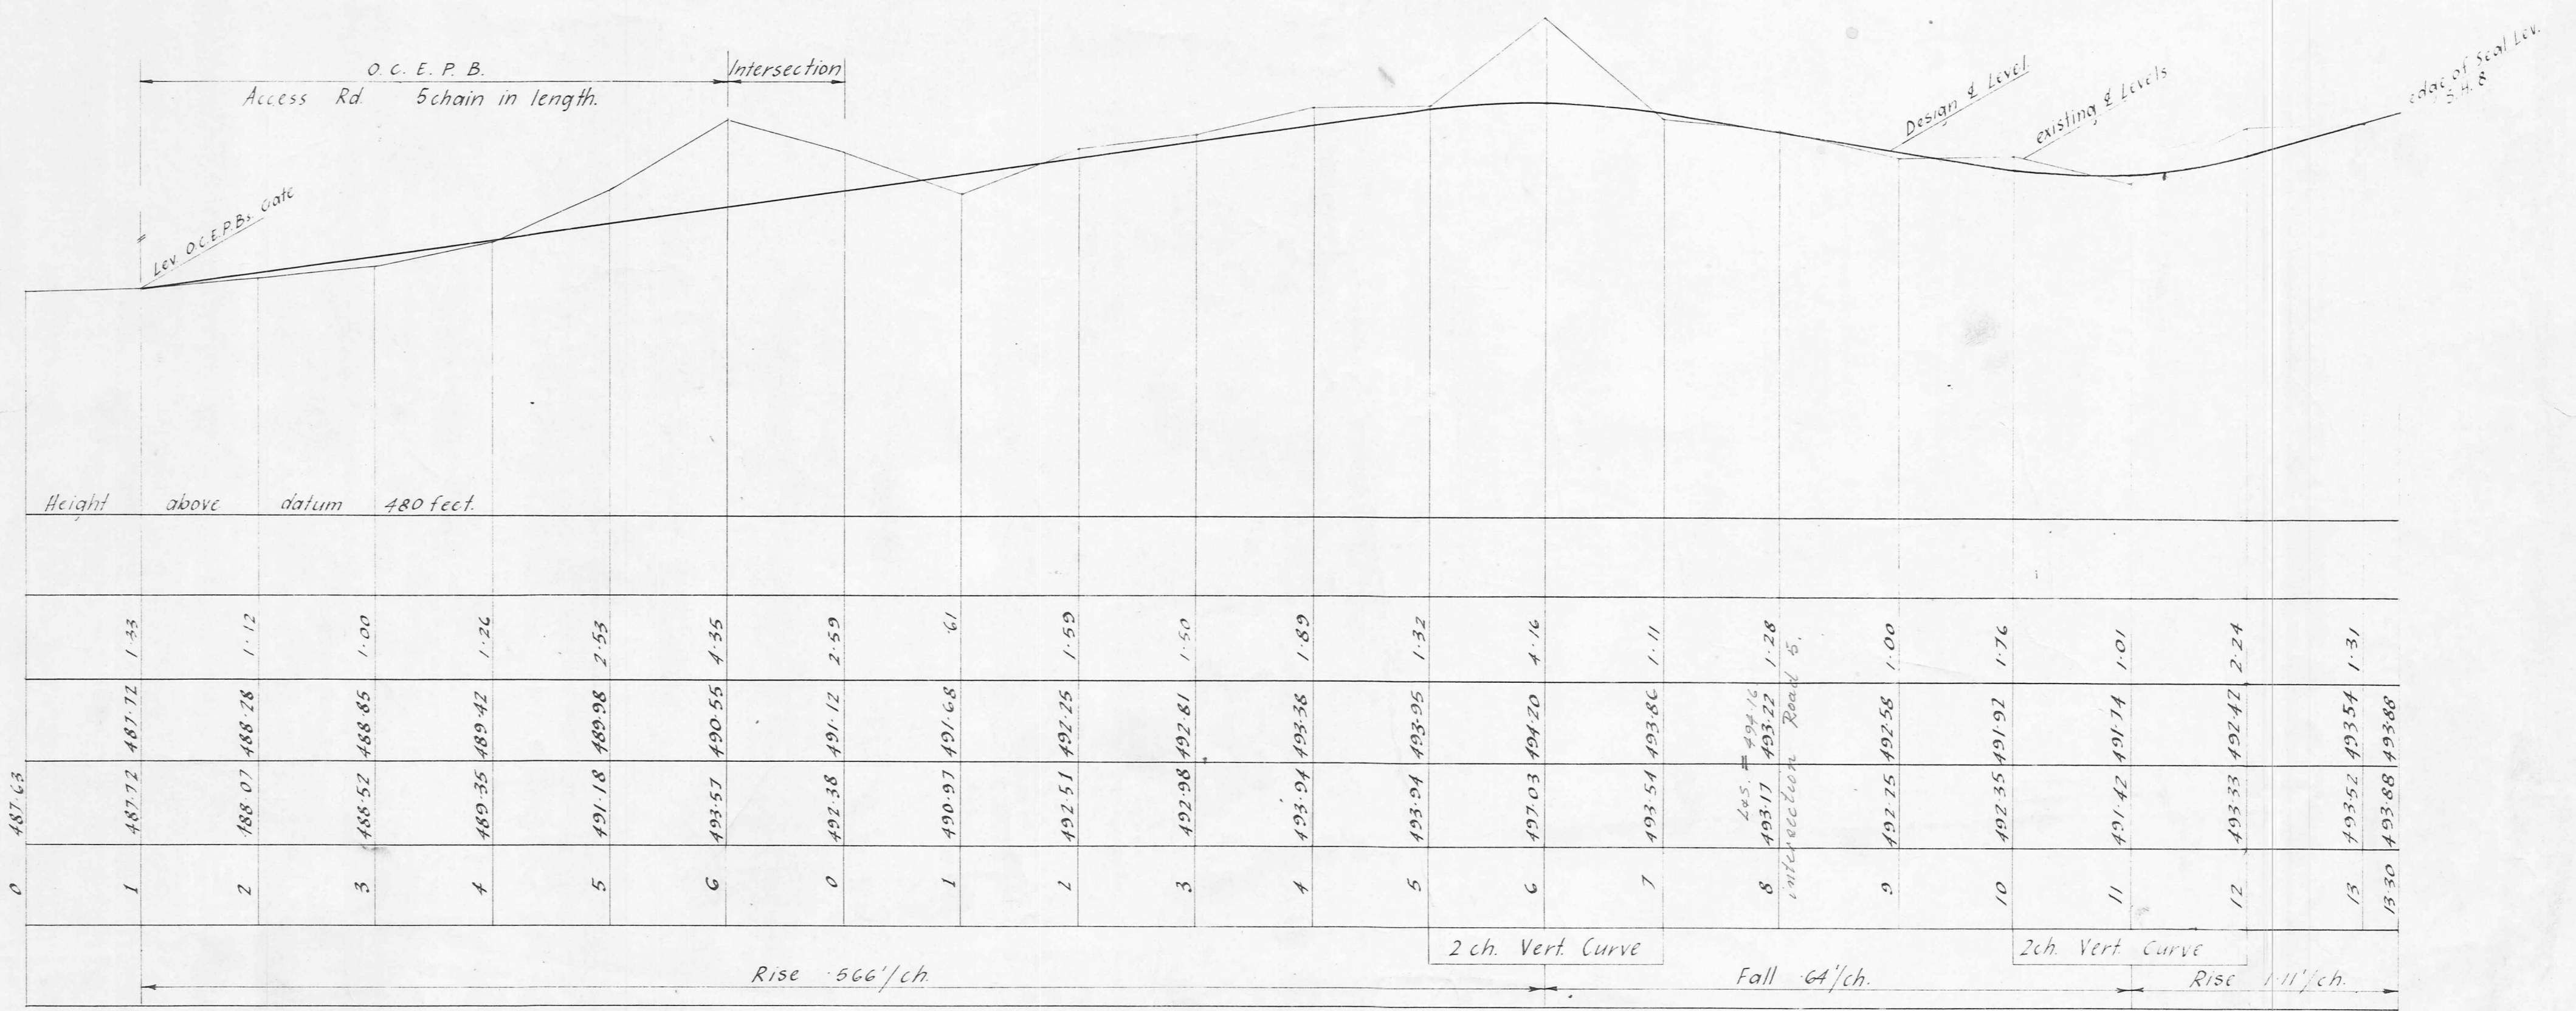 O.C.E.P.B.
Access Rd. 5chain in length.
Intersection
Lev. O.C.E.P.Bs. Gate
Design ℄ Level.
existing ℄ Levels
edge of Seal Lev.
S.H. 8
Height above datum 480 feet.
1·33 1·12 1·00 1·26 2·53 4·35 2·59 ·61 1·59 1·50 1·89 1·32 4·16 1·11 1·28 1·00 1·76 1·01 2·24 1·31
487·72 488·28 488·85 489·42 489·98 490·55 491·12 491·68 492·25 492·81 493·38 493·95 494·20 493·86 493·22 492·58 491·92 491·74 492·42 493·54 493·88
= 494·16
intersection Road 5.
487·63 487·72 488·07 488·52 489·35 491·18 493·57 492·38 490·97 492·51 492·98 493·94 493·94 497·03 493·54 493·17 492·75 492·35 491·42 493·33 493·52 493·88
0 1 2 3 4 5 6 0 1 2 3 4 5 6 7 8 9 10 11 12 13 13·30
2 ch. Vert. Curve
2ch. Vert. Curve
Rise ·566'/ch.
Fall ·64'/ch.
Rise 1·11'/ch.